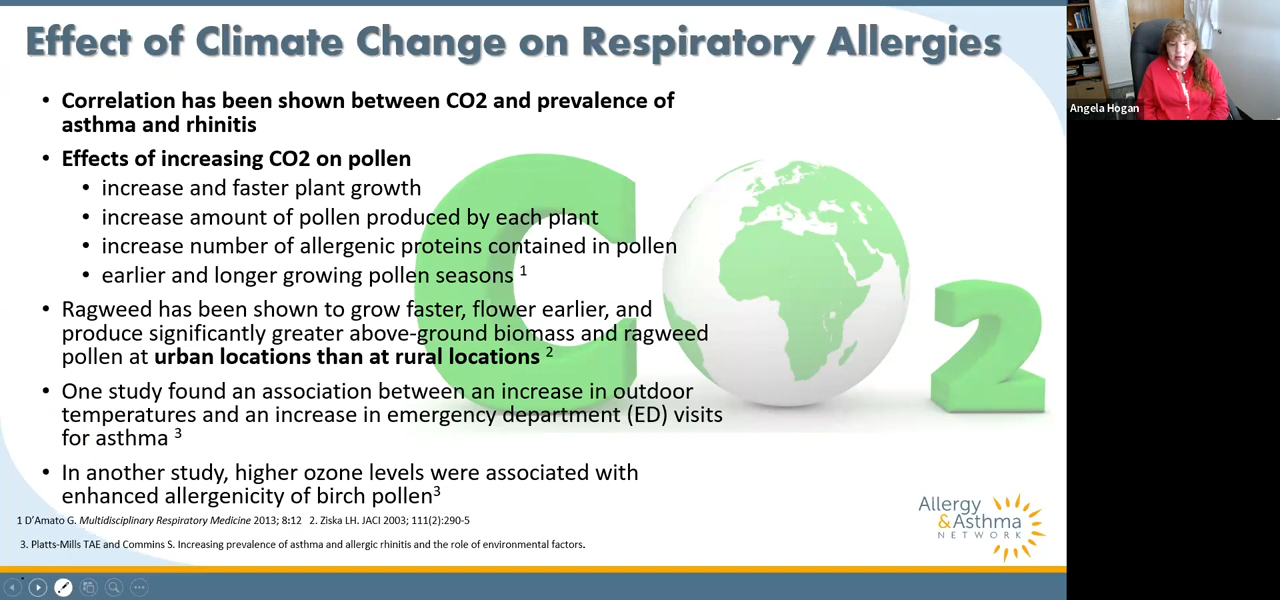 Effect of Climate Change on Respiratory Allergies
• Correlation has been shown between CO2 and prevalence of
asthma and rhinitis
• Effects of increasing CO2 on pollen
• increase and faster plant growth
• increase amount of pollen produced by each plant
• increase number of allergenic proteins contained in pollen
• earlier and longer growing pollen seasons 1
• Ragweed has been shown to grow faster, flower earlier, and
produce significantly greater above-ground biomass and ragweed
pollen at urban locations than at rural locations 2
• One study found an association between an increase in outdoor
temperatures and an increase in emergency department (ED) visits
for asthma 3
• In another study, higher ozone levels were associated with
enhanced allergenicity of birch pollen3
1 D'Amato G. Multidisciplinary Respiratory Medicine 2013; 8:12 2. Ziska LH. JACI 2003; 111(2):290-5
3. Platts-Mills TAE and Commins S. Increasing prevalence of asthma and allergic rhinitis and the role of environmental factors.
C 2
Allergy
&Asthma
NETWORK
Angela Hogan